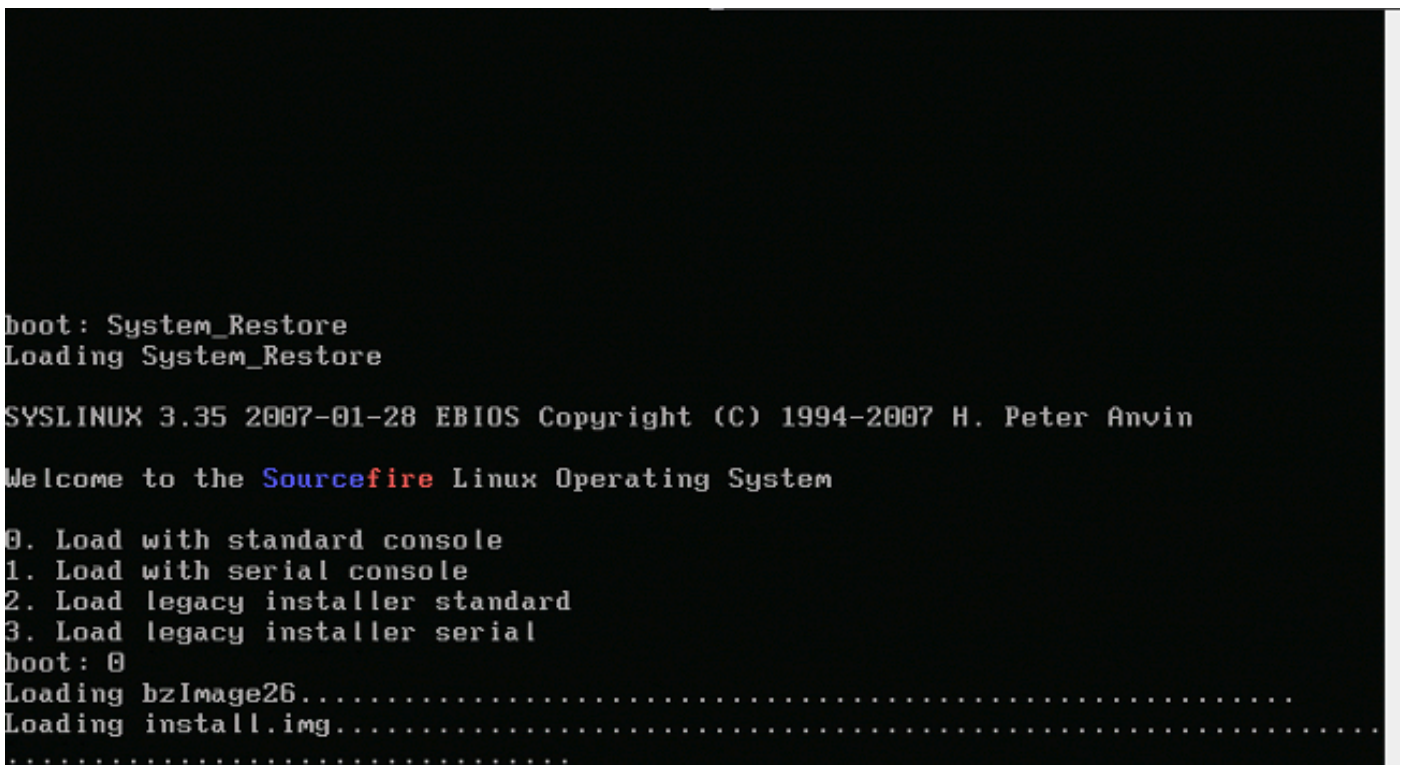 boot: System_Restore
Loading System_Restore
SYSLINUX 3.35 2007-01-28 EBIOS Copyright (C) 1994-2007 H. Peter Anvin
Welcome to the Sourcefire Linux Operating System
0. Load with standard console
1. Load with serial console
2. Load legacy installer standard
3. Load legacy installer serial
boot: 0
Loading bzImage26..........................................................
Loading install.img.............................................................
.................................